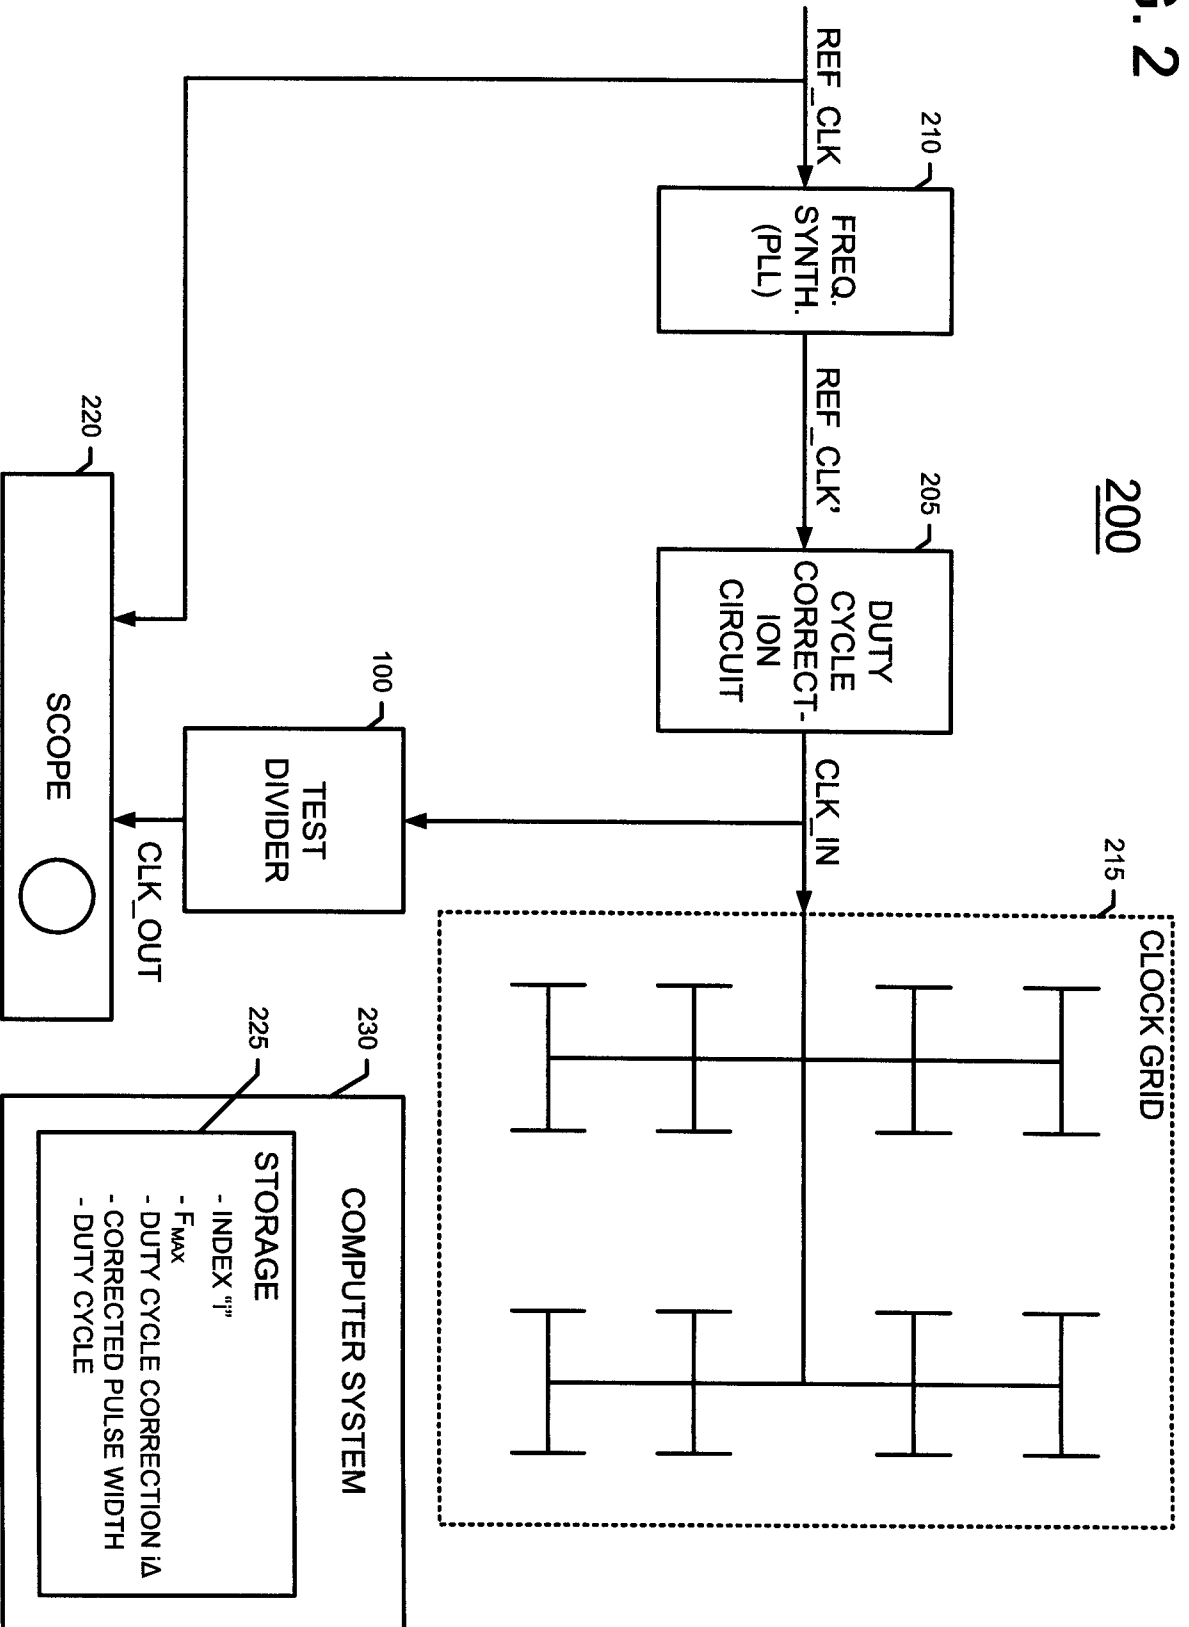 G. 2
200
REF_CLK
210
FREQ.
SYNTH.
(PLL)
REF_CLK'
205
DUTY
CYCLE
CORRECT-
ION
CIRCUIT
CLK_IN
215
CLOCK GRID
100
TEST
DIVIDER
CLK_OUT
220
SCOPE
230
COMPUTER SYSTEM
225
STORAGE
- INDEX "i"
- FMAX
- DUTY CYCLE CORRECTION iΔ
- CORRECTED PULSE WIDTH
- DUTY CYCLE